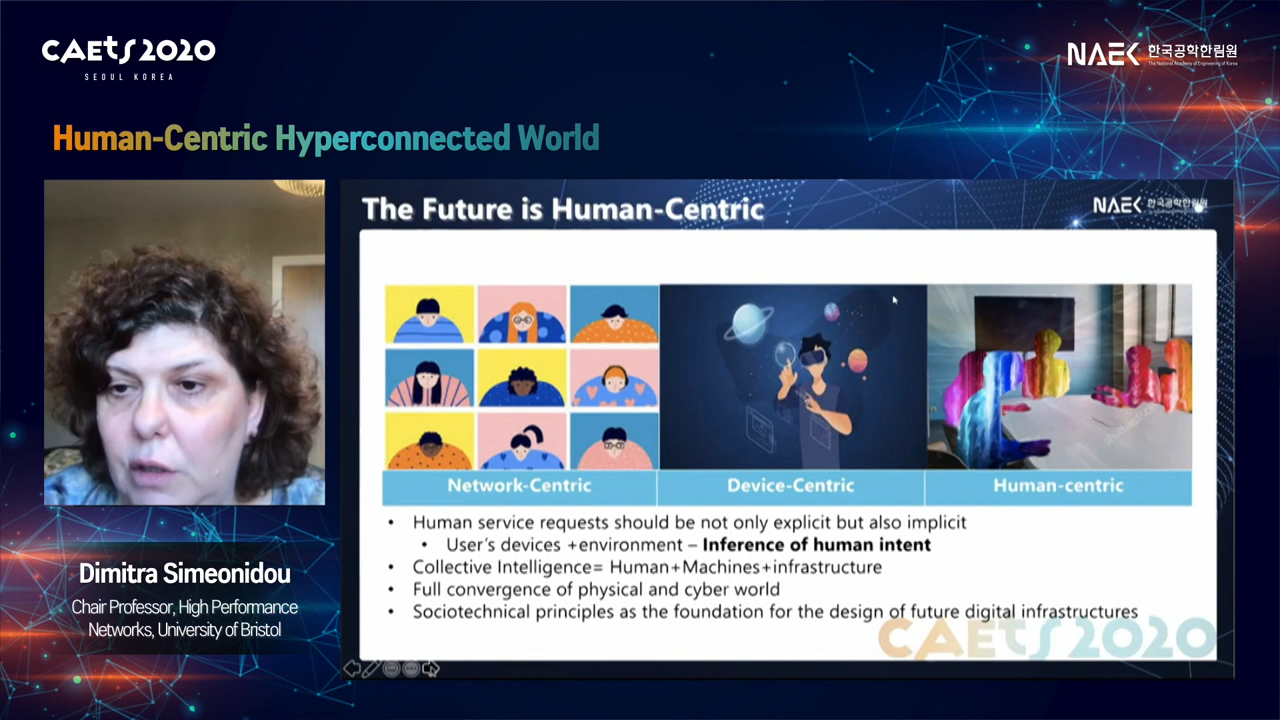 CAETS 2020
SEOUL KOREA
NAEK 한국공학한림원
The National Academy of Engineering of Korea
Human-Centric Hyperconnected World
The Future is Human-Centric
NAEK 한국공학한림원
Network-Centric
Device-Centric
Human-centric
• Human service requests should be not only explicit but also implicit
• User's devices +environment – Inference of human intent
• Collective Intelligence= Human+Machines+infrastructure
• Full convergence of physical and cyber world
• Sociotechnical principles as the foundation for the design of future digital infrastructures
CAETS 2020
Dimitra Simeonidou
Chair Professor, High Performance
Networks, University of Bristol